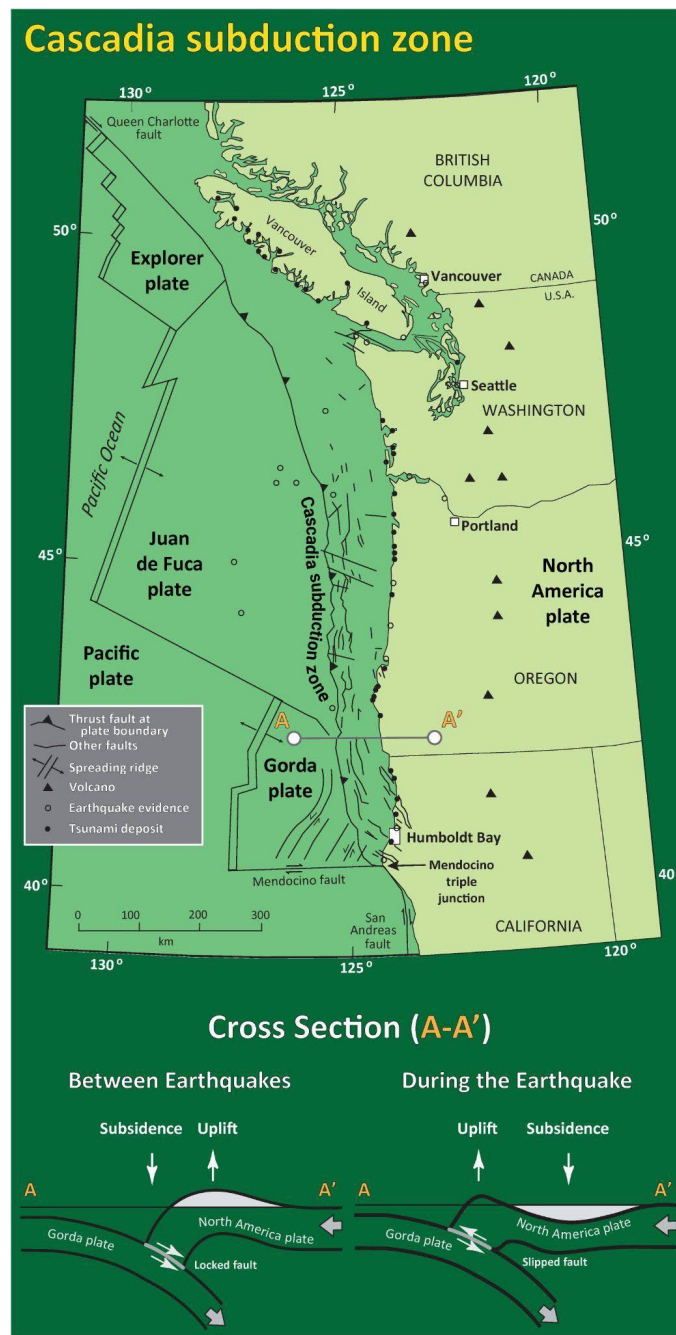 Cascadia subduction zone
130°
125°
120°
Queen Charlotte
fault
BRITISH
COLUMBIA
50°
50°
Vancouver
Island
Explorer
plate
Vancouver
CANADA
U.S.A.
Seattle
WASHINGTON
Pacific Ocean
Cascadia subduction zone
Portland
Juan
de Fuca
plate
45°
45°
North
America
plate
Pacific
plate
OREGON
A
A’
Thrust fault at
plate boundary
Other faults
Spreading ridge
Volcano
Earthquake evidence
Tsunami deposit
Gorda
plate
Humboldt Bay
Mendocino fault
Mendocino
triple
junction
40°
40°
0
100
200
300
km
San
Andreas
fault
CALIFORNIA
130°
125°
120°
Cross Section (A-A’)
Between Earthquakes
During the Earthquake
Subsidence
Uplift
Uplift
Subsidence
A
A’
A
A’
Gorda plate
North America plate
Locked fault
Gorda plate
North America plate
Slipped fault